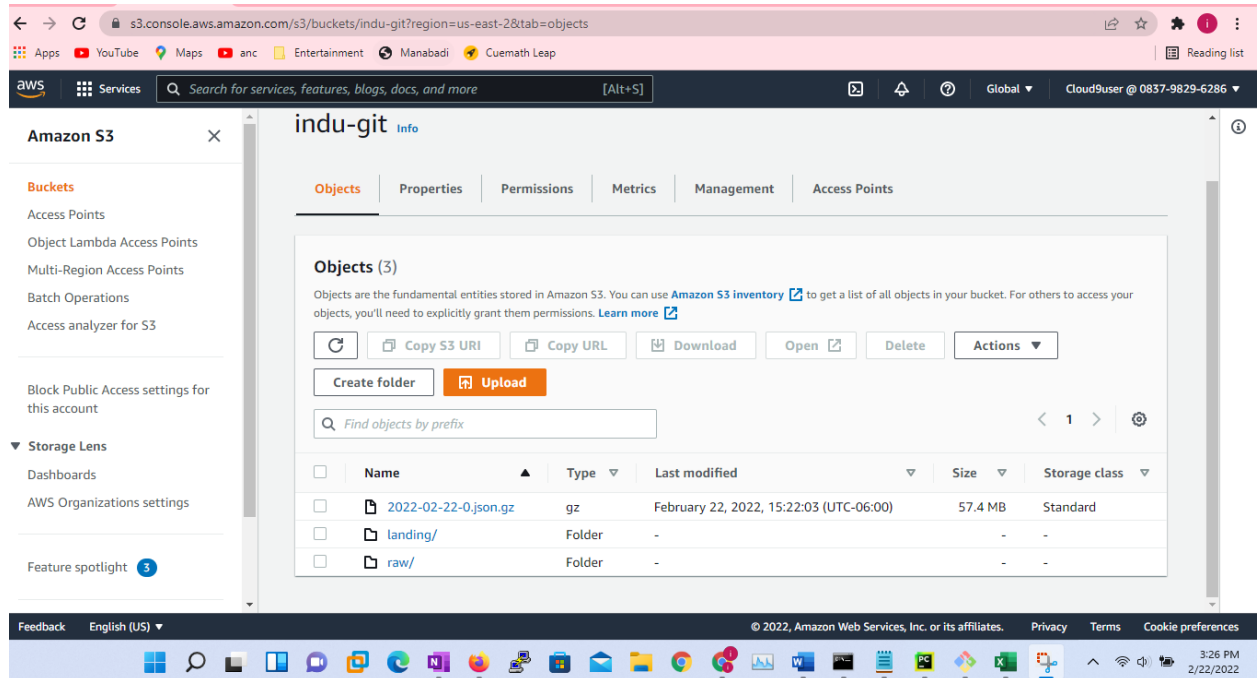 s3.console.aws.amazon.com/s3/buckets/indu-git?region=us-east-2&tab=objects
Apps YouTube Maps anc Entertainment Manabadi Cuemath Leap Reading list
aws Services Search for services, features, blogs, docs, and more [Alt+S] Global ▼ Cloud9user @ 0837-9829-6286 ▼
Amazon S3
Buckets
Access Points
Object Lambda Access Points
Multi-Region Access Points
Batch Operations
Access analyzer for S3
Block Public Access settings for
this account
▼ Storage Lens
Dashboards
AWS Organizations settings
Feature spotlight 3
indu-git Info
Objects Properties Permissions Metrics Management Access Points
Objects (3)
Objects are the fundamental entities stored in Amazon S3. You can use Amazon S3 inventory to get a list of all objects in your bucket. For others to access your
objects, you'll need to explicitly grant them permissions. Learn more
Copy S3 URI Copy URL Download Open Delete Actions ▼
Create folder Upload
Find objects by prefix < 1 >
Name ▲ Type Last modified Size Storage class
2022-02-22-0.json.gz gz February 22, 2022, 15:22:03 (UTC-06:00) 57.4 MB Standard
landing/ Folder - - -
raw/ Folder - - -
Feedback English (US) ▼ © 2022, Amazon Web Services, Inc. or its affiliates. Privacy Terms Cookie preferences
3:26 PM
2/22/2022